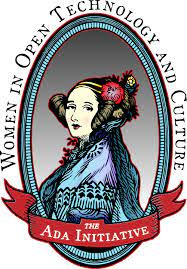 Women in Open Technology and Culture
THE
Ada Initiative